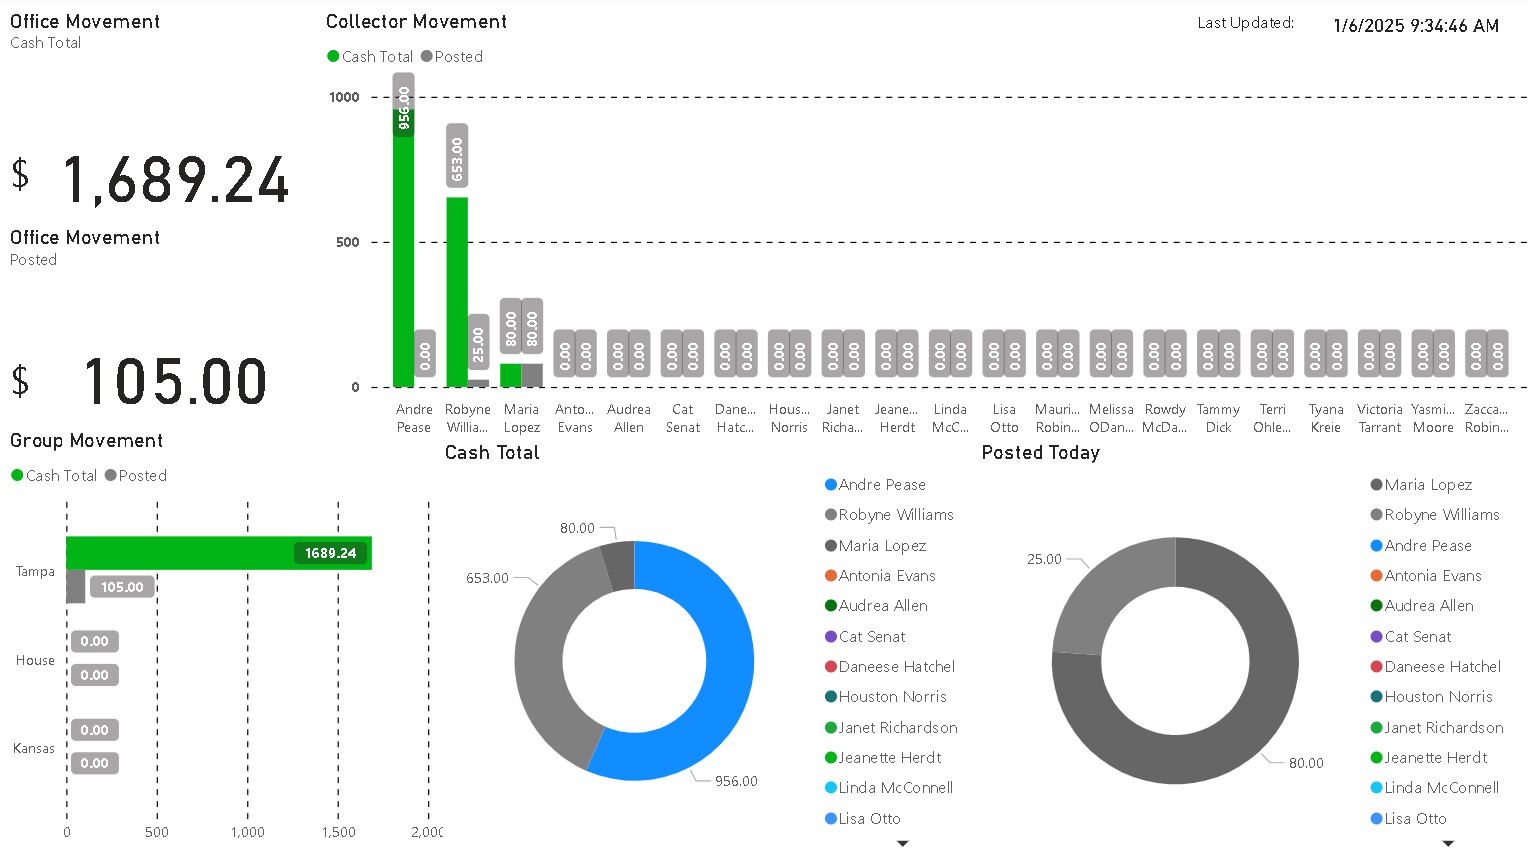 Office Movement
Cash Total
$ 1,689.24
Office Movement
Posted
$ 105.00
Collector Movement
Cash Total Posted
Last Updated: 1/6/2025 9:34:46 AM
1000
500
0
956.00 0.00 653.00 25.00 80.00 80.00 0.00 0.00 0.00 0.00 0.00 0.00 0.00 0.00 0.00 0.00 0.00 0.00 0.00 0.00 0.00 0.00 0.00 0.00 0.00 0.00 0.00 0.00 0.00 0.00 0.00 0.00 0.00 0.00 0.00 0.00 0.00 0.00 0.00 0.00 0.00 0.00
Andre Robyne Maria Anto... Audrea Cat Dane... Hous... Janet Jeane... Linda Lisa Mauri... Melissa Rowdy Tammy Terri Tyana Victoria Yasmi... Zacca...
Pease Willia... Lopez Evans Allen Senat Hatc... Norris Richa... Herdt McC... Otto Robin... ODan... McDa... Dick Ohle... Kreie Tarrant Moore Robin...
Group Movement
Cash Total Posted
Tampa
1689.24
105.00
House
0.00
0.00
Kansas
0.00
0.00
0 500 1,000 1,500 2,000
Cash Total
80.00
653.00
956.00
Andre Pease
Robyne Williams
Maria Lopez
Antonia Evans
Audrea Allen
Cat Senat
Daneese Hatchel
Houston Norris
Janet Richardson
Jeanette Herdt
Linda McConnell
Lisa Otto
Posted Today
25.00
80.00
Maria Lopez
Robyne Williams
Andre Pease
Antonia Evans
Audrea Allen
Cat Senat
Daneese Hatchel
Houston Norris
Janet Richardson
Jeanette Herdt
Linda McConnell
Lisa Otto